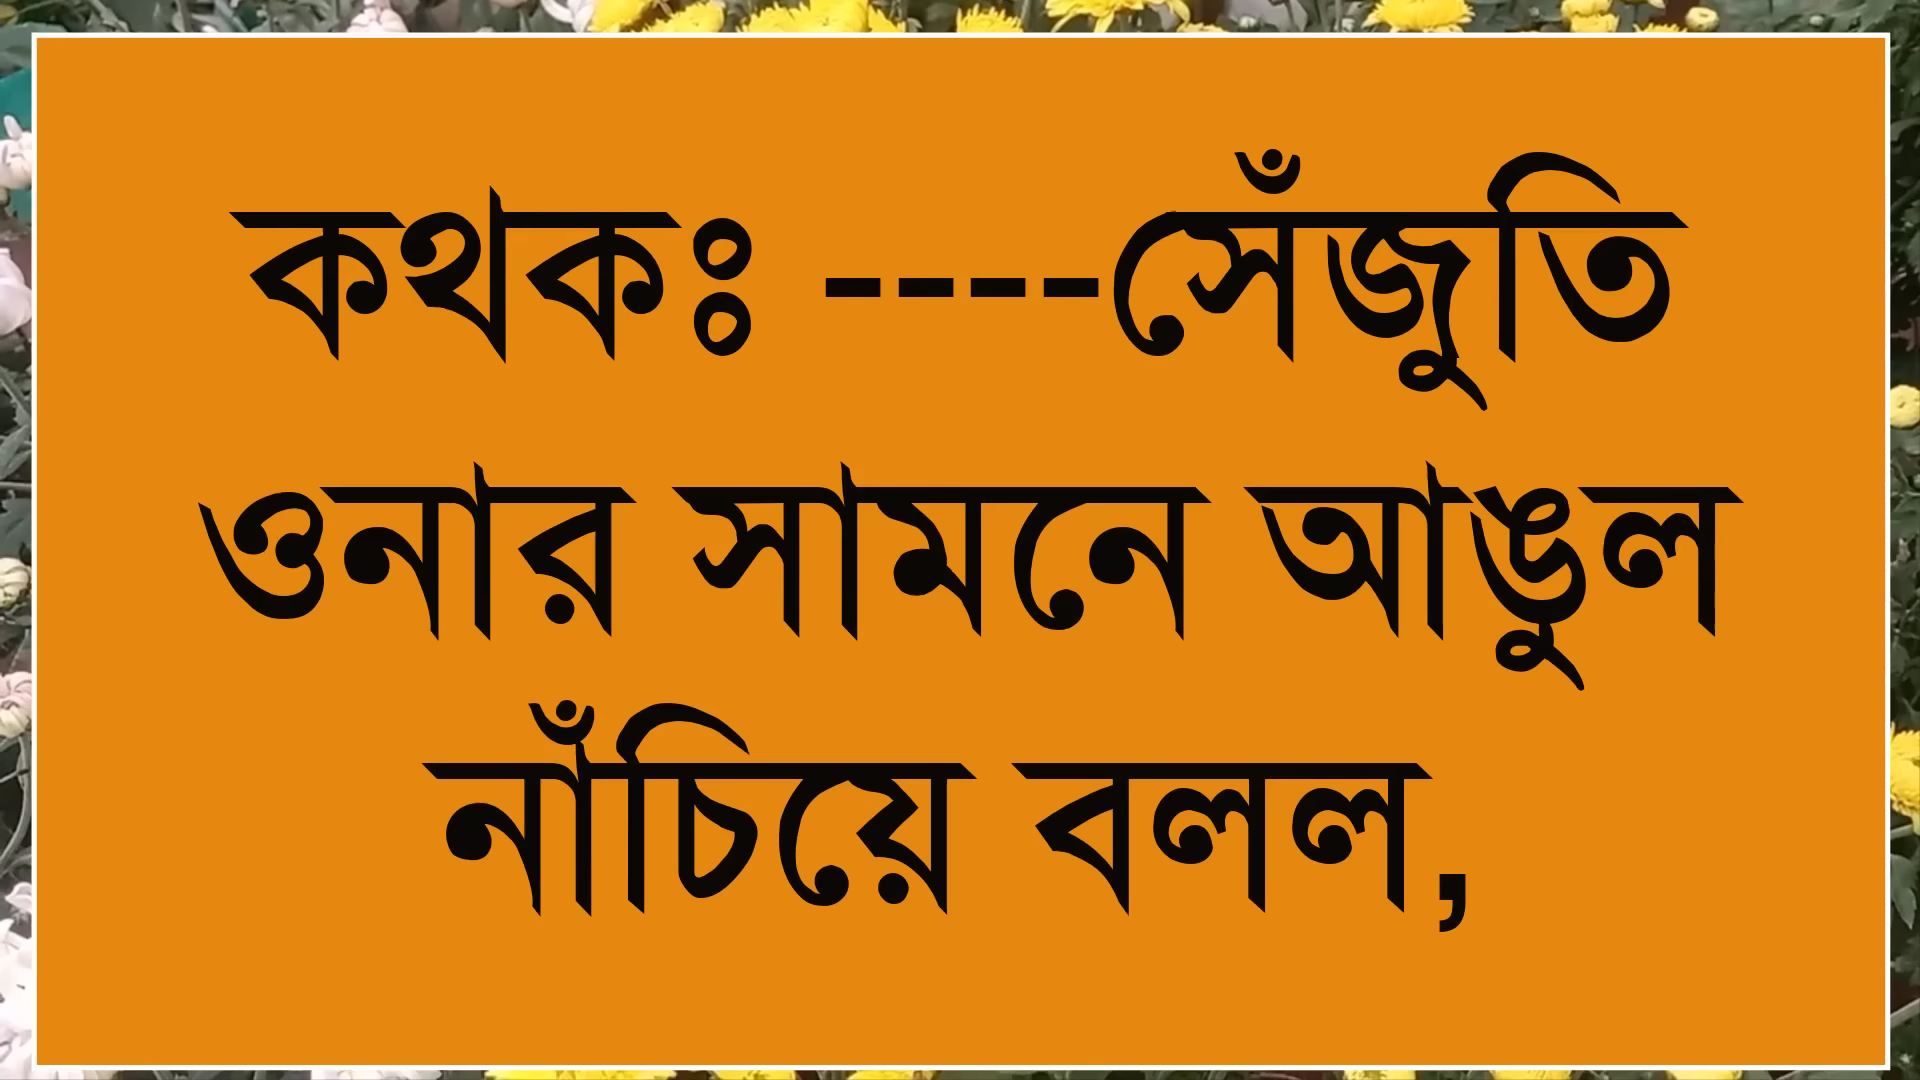 কথকঃ ----সেঁজুতি
ওনার সামনে আঙুল
নাঁচিয়ে বলল,